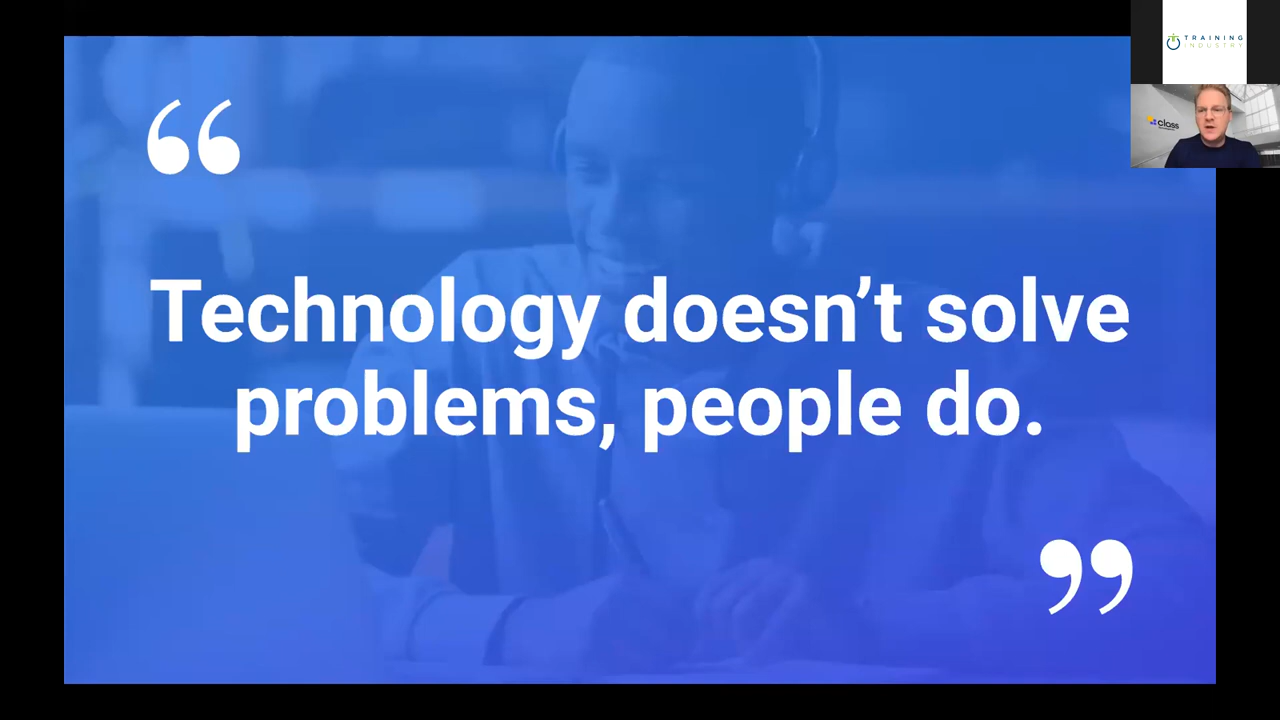 TRAINING
INDUSTRY
class
“
Technology doesn’t solve
problems, people do.
”